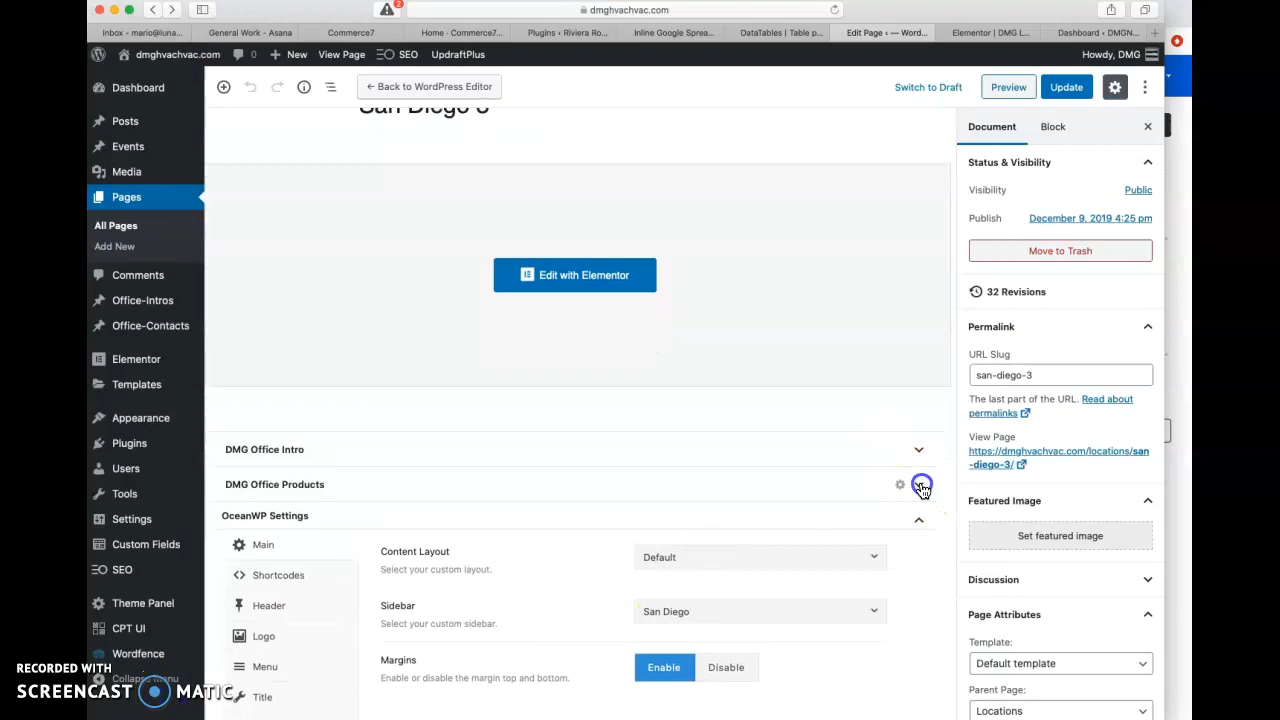 2
dmghvachvac.com
Inbox - mario@luna...
General Work - Asana
Commerce7
Home · Commerce7...
Plugins ‹ Riviera Ro...
Inline Google Sprea...
DataTables | Table p...
Edit Page ‹ — Word...
Elementor | DMG L...
Dashboard ‹ DMGN...
dmghvachvac.com
0
New
View Page
SEO
UpdraftPlus
Howdy, DMG
← Back to WordPress Editor
Switch to Draft
Preview
Update
Dashboard
Posts
Events
Media
Pages
All Pages
Add New
Comments
Office-Intros
Office-Contacts
Elementor
Templates
Appearance
Plugins
Users
Tools
Settings
Custom Fields
SEO
Theme Panel
CPT UI
Wordfence
Collapse menu
San Diego 3
Edit with Elementor
DMG Office Intro
DMG Office Products
OceanWP Settings
Main
Shortcodes
Header
Logo
Menu
Title
Content Layout
Select your custom layout.
Default
Sidebar
Select your custom sidebar.
San Diego
Margins
Enable or disable the margin top and bottom.
Enable
Disable
Document
Block
Status & Visibility
Visibility
Public
Publish
December 9, 2019 4:25 pm
Move to Trash
32 Revisions
Permalink
URL Slug
san-diego-3
The last part of the URL. Read about
permalinks
View Page
https://dmghvachvac.com/locations/san
-diego-3/
Featured Image
Set featured image
Discussion
Page Attributes
Template:
Default template
Parent Page:
Locations
RECORDED WITH
SCREENCAST MATIC